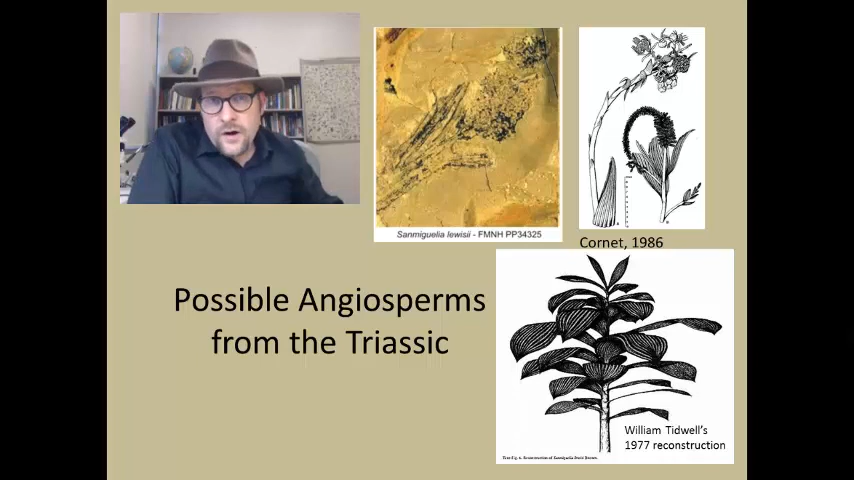 Sanmiguelia lewisii - FMNH PP34325
Cornet, 1986
Possible Angiosperms
from the Triassic
William Tidwell's
1977 reconstruction